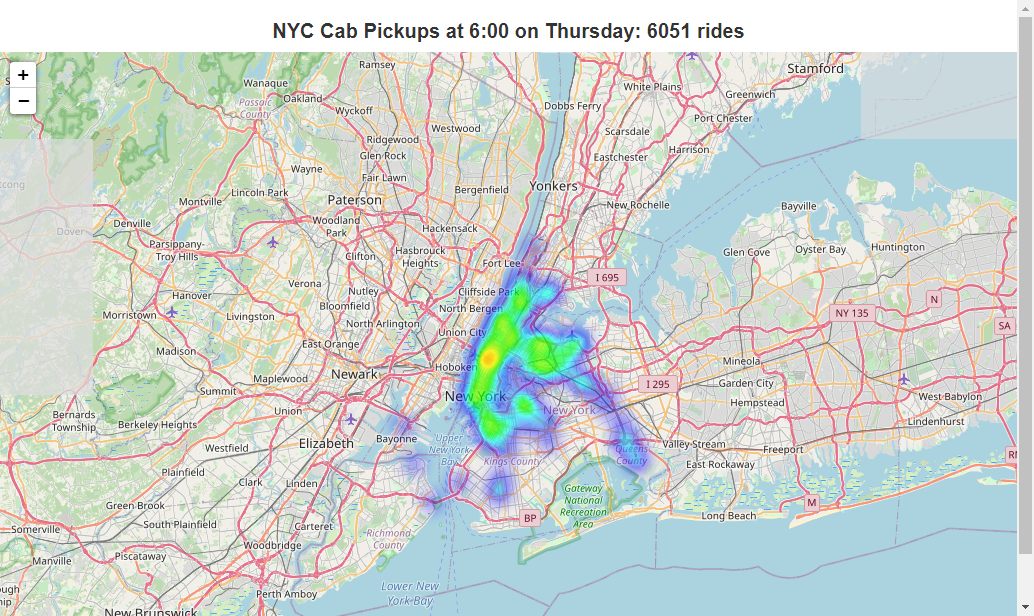 NYC Cab Pickups at 6:00 on Thursday: 6051 rides
+
−
Ramsey
Stamford
Wanaque
Oakland
White Plains
Greenwich
Passaic
County
Wyckoff
Dobbs Ferry
Port Chester
Westwood
Scarsdale
Ridgewood
Glen Rock
Eastchester
Harrison
Wayne
Fair Lawn
Lincoln Park
Bergenfield
Yonkers
Montville
Paterson
New Rochelle
Bayville
Denville
Woodland
Park
Hackensack
Dover
Parsippany-
Troy Hills
Clifton
Hasbrouck
Heights
Fort Lee
Glen Cove
Oyster Bay
Huntington
I 695
Verona
Nutley
Cliffside Park
Hanover
Bloomfield
North Bergen
N
Morristown
Livingston
North Arlington
NY 135
SA
Union City
Madison
East Orange
Hoboken
Mineola
Newark
Maplewood
I 295
Garden City
Summit
New York
New York
Hempstead
West Babylon
Bernards
Township
Union
Berkeley Heights
Lindenhurst
Elizabeth
Bayonne
Upper
New York
Bay
Valley Stream
Freeport
Westfield
Kings County
Queens
County
East Rockaway
Plainfield
Clark
Linden
Gateway
National
Recreation
Area
M
Green Brook
Long Beach
BP
Somerville
South Plainfield
Carteret
Richmond
County
Woodbridge
Manville
Piscataway
Perth Amboy
Lower New
York Bay
New Brunswick